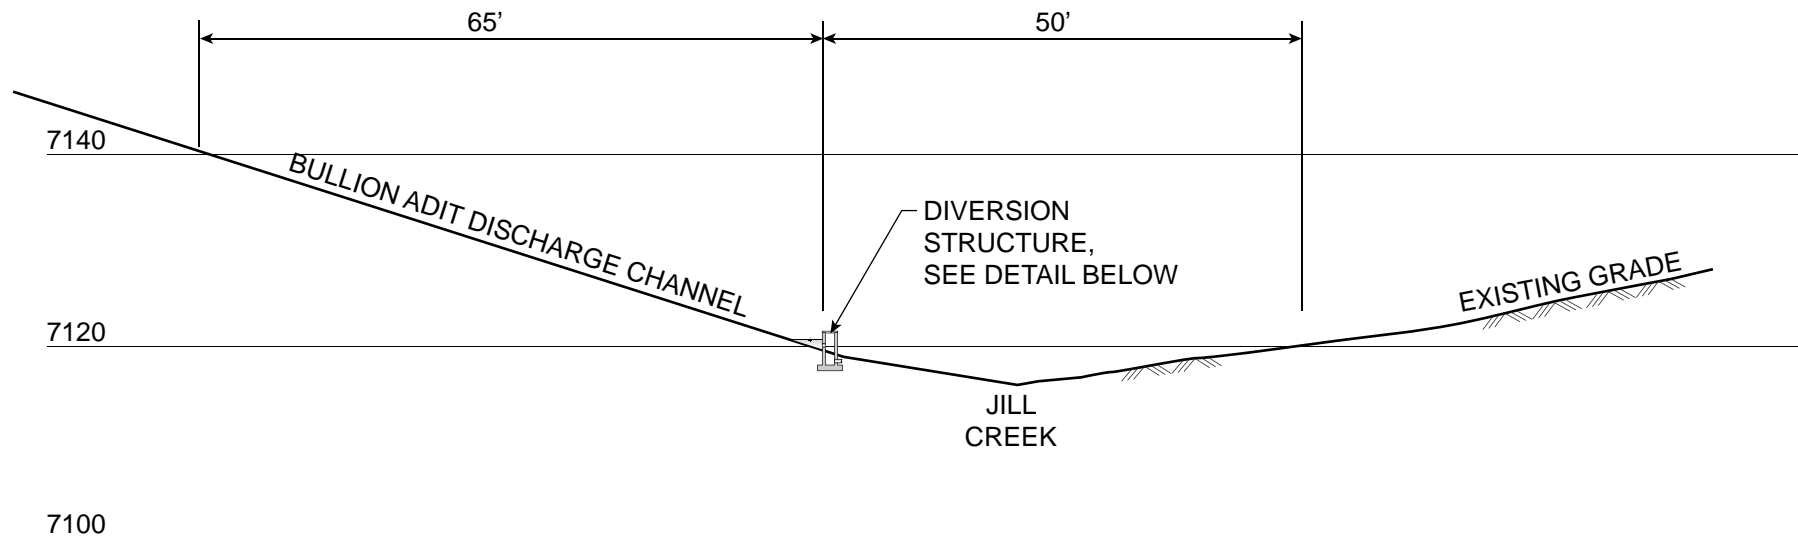 65’
50’
7140
BULLION ADIT DISCHARGE CHANNEL
DIVERSION
STRUCTURE,
SEE DETAIL BELOW
EXISTING GRADE
7120
JILL
CREEK
7100